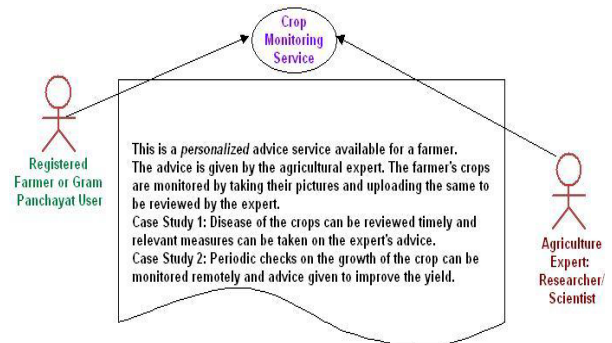 Crop
Monitoring
Service
This is a personalized advice service available for a farmer.
The advice is given by the agricultural expert. The farmer's crops
are monitored by taking their pictures and uploading the same to
be reviewed by the expert.
Case Study 1: Disease of the crops can be reviewed timely and
relevant measures can be taken on the expert's advice.
Case Study 2: Periodic checks on the growth of the crop can be
monitored remotely and advice given to improve the yield.
Registered
Farmer or Gram
Panchayat User
Agriculture
Expert:
Researcher/
Scientist